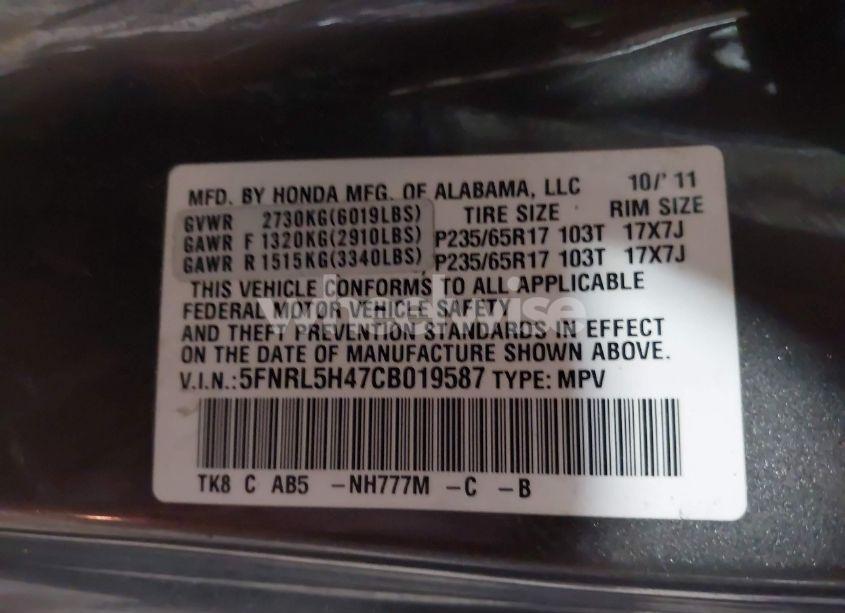 MFD. BY HONDA MFG. OF ALABAMA, LLC 10/' 11
GVWR 2730KG(6019LBS) TIRE SIZE RIM SIZE
GAWR F 1320KG(2910LBS) P235/65R17 103T 17X7J
GAWR R 1515KG(3340LBS) P235/65R17 103T 17X7J
THIS VEHICLE CONFORMS TO ALL APPLICABLE
FEDERAL MOTOR VEHICLE SAFETY
AND THEFT PREVENTION STANDARDS IN EFFECT
ON THE DATE OF MANUFACTURE SHOWN ABOVE.
V.I.N.:5FNRL5H47CB019587 TYPE: MPV
TK8 C AB5 -NH777M -C -B